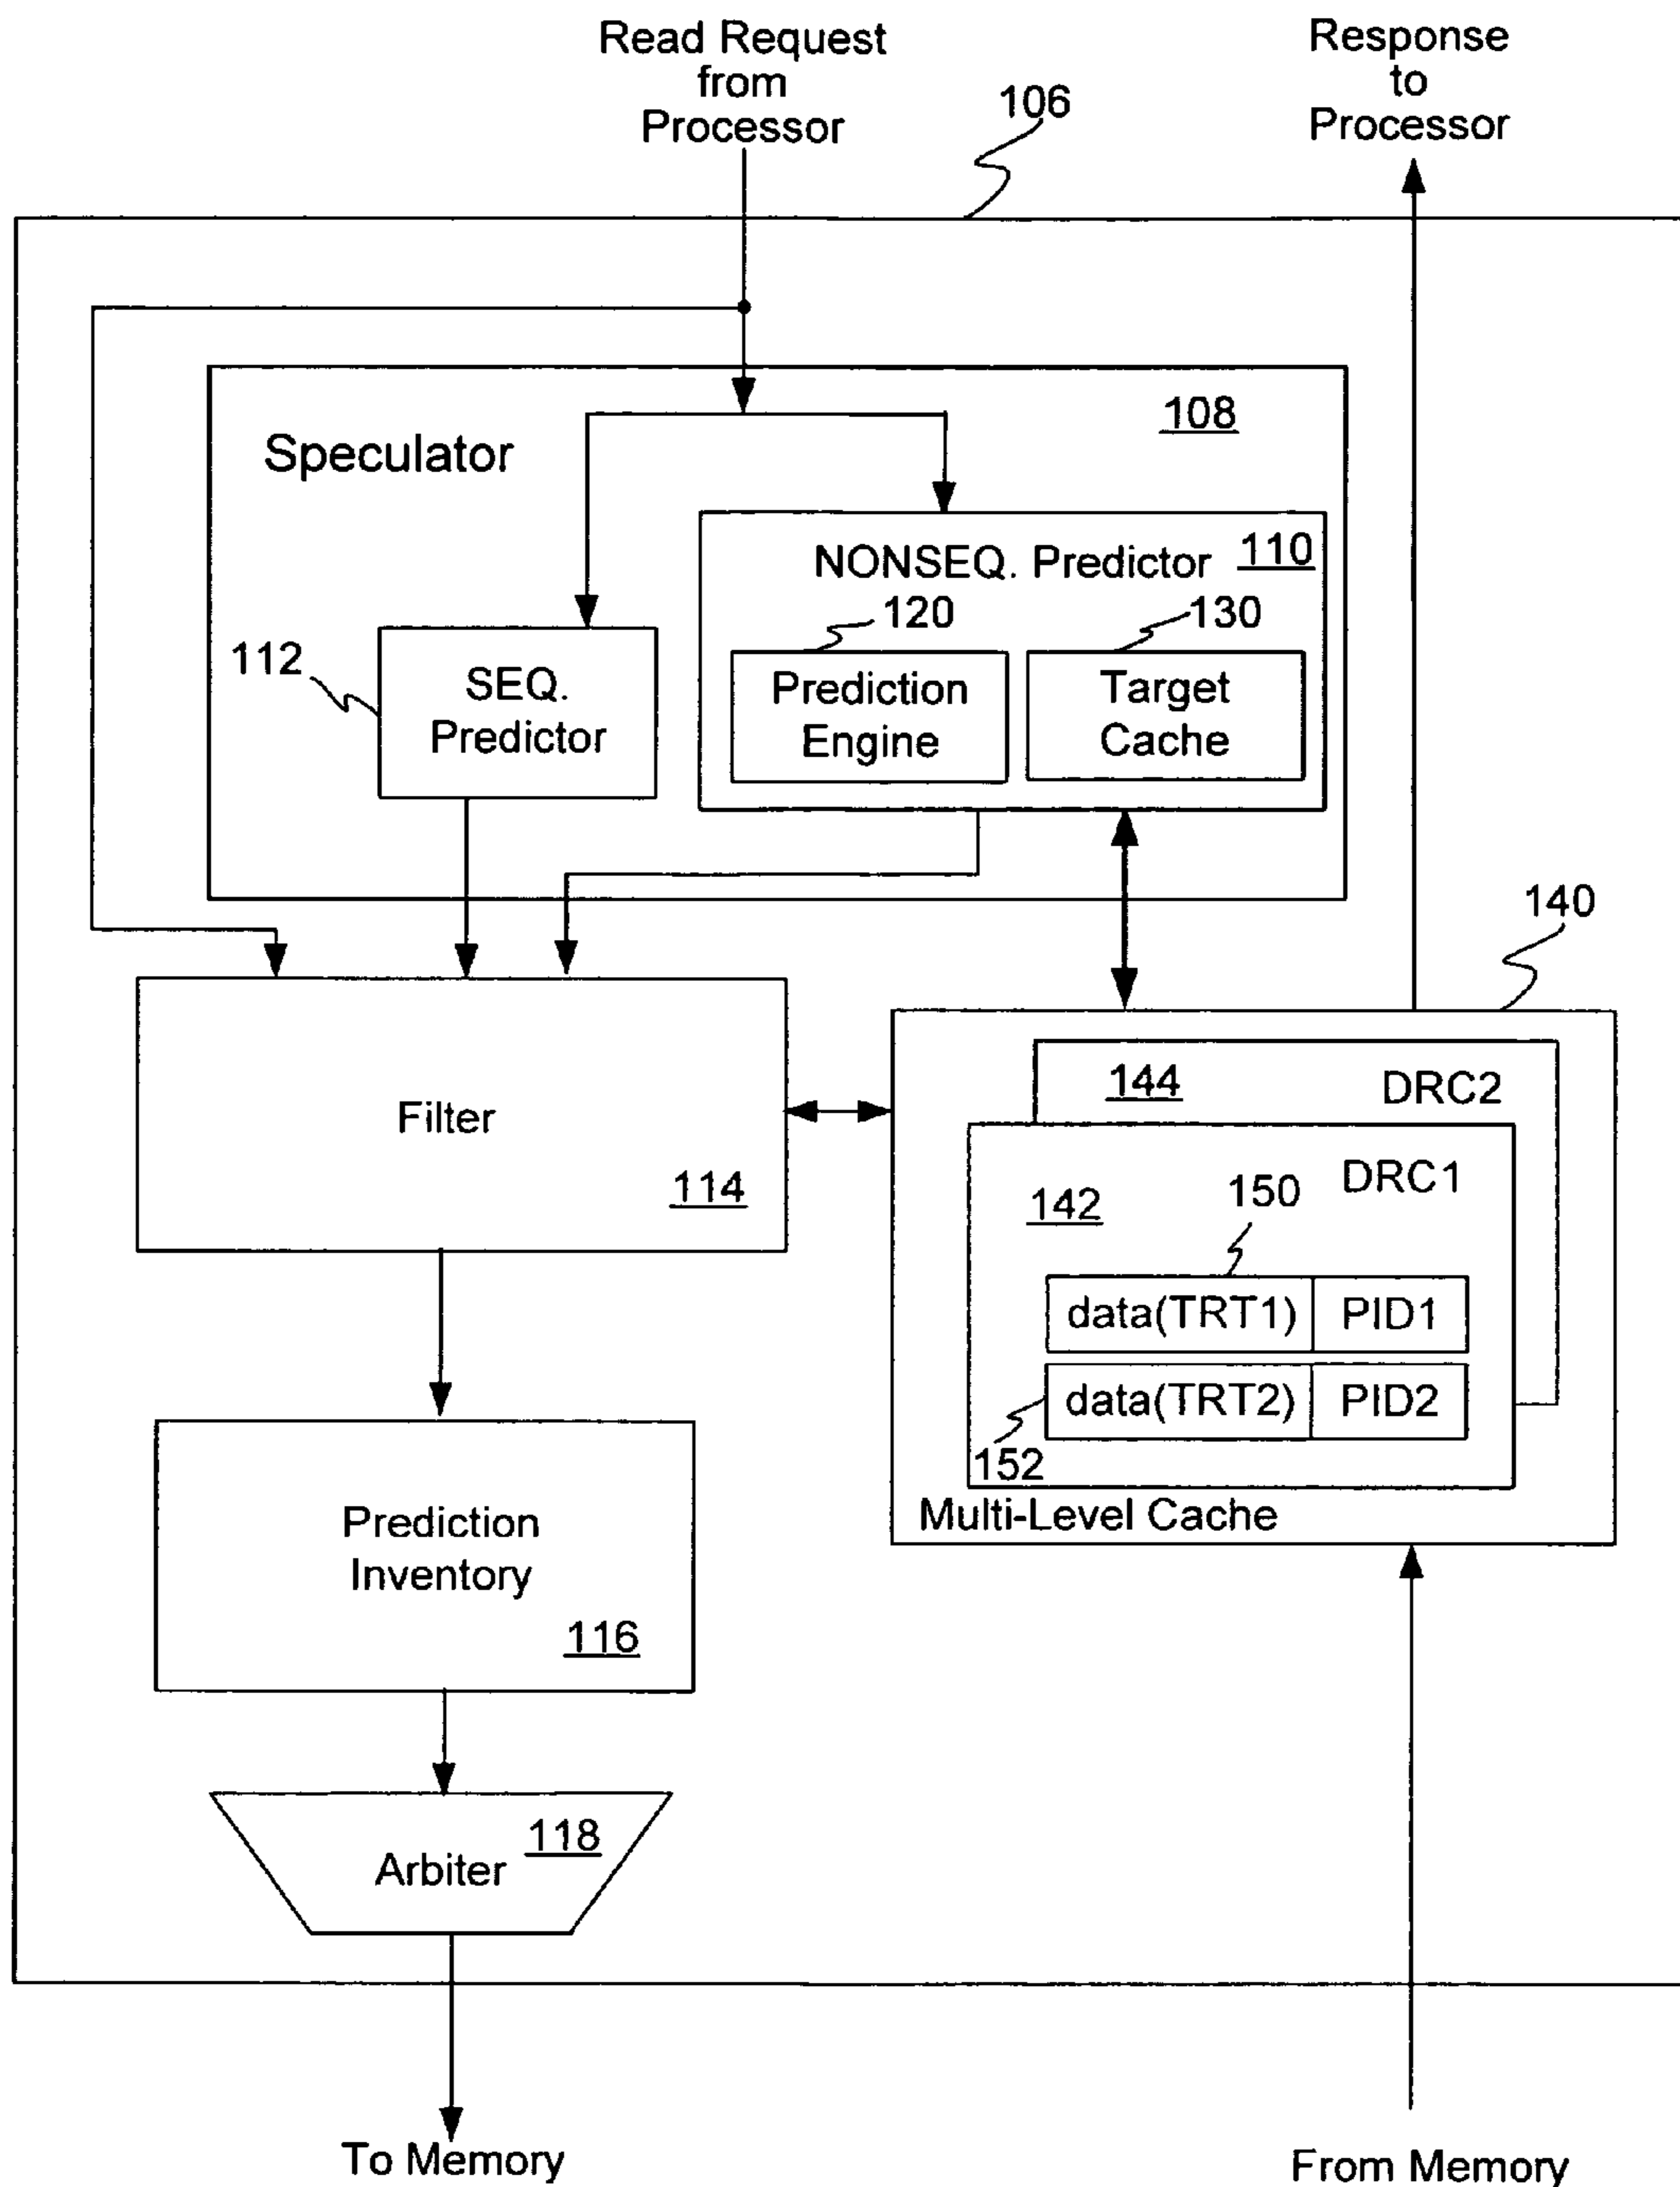 Read Request
from
Processor
Response
to
Processor
106
108
Speculator
NONSEQ. Predictor 110
120
130
112
SEQ.
Predictor
Prediction
Engine
Target
Cache
140
Filter
114
144
DRC2
DRC1
142
150
data(TRT1) PID1
data(TRT2) PID2
152
Multi-Level Cache
Prediction
Inventory
116
118
Arbiter
To Memory
From Memory